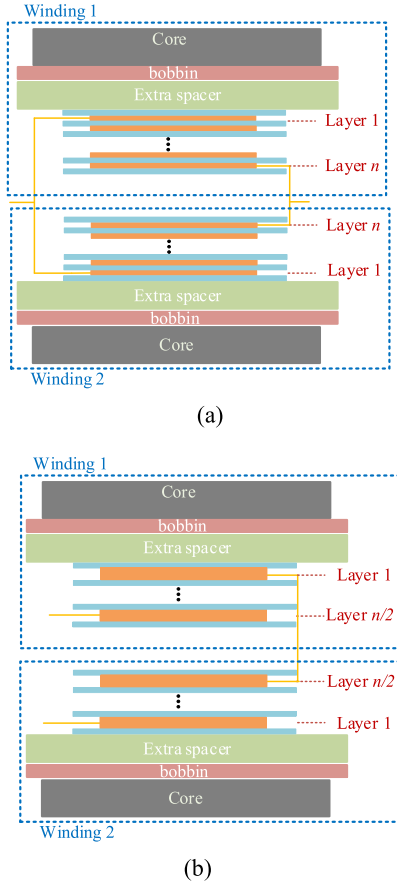 Winding 1
Core
bobbin
Extra spacer
Layer 1
Layer n
Layer n
Layer 1
Extra spacer
bobbin
Core
Winding 2
(a)
Winding 1
Core
bobbin
Extra spacer
Layer 1
Layer n/2
Layer n/2
Layer 1
Extra spacer
bobbin
Core
Winding 2
(b)